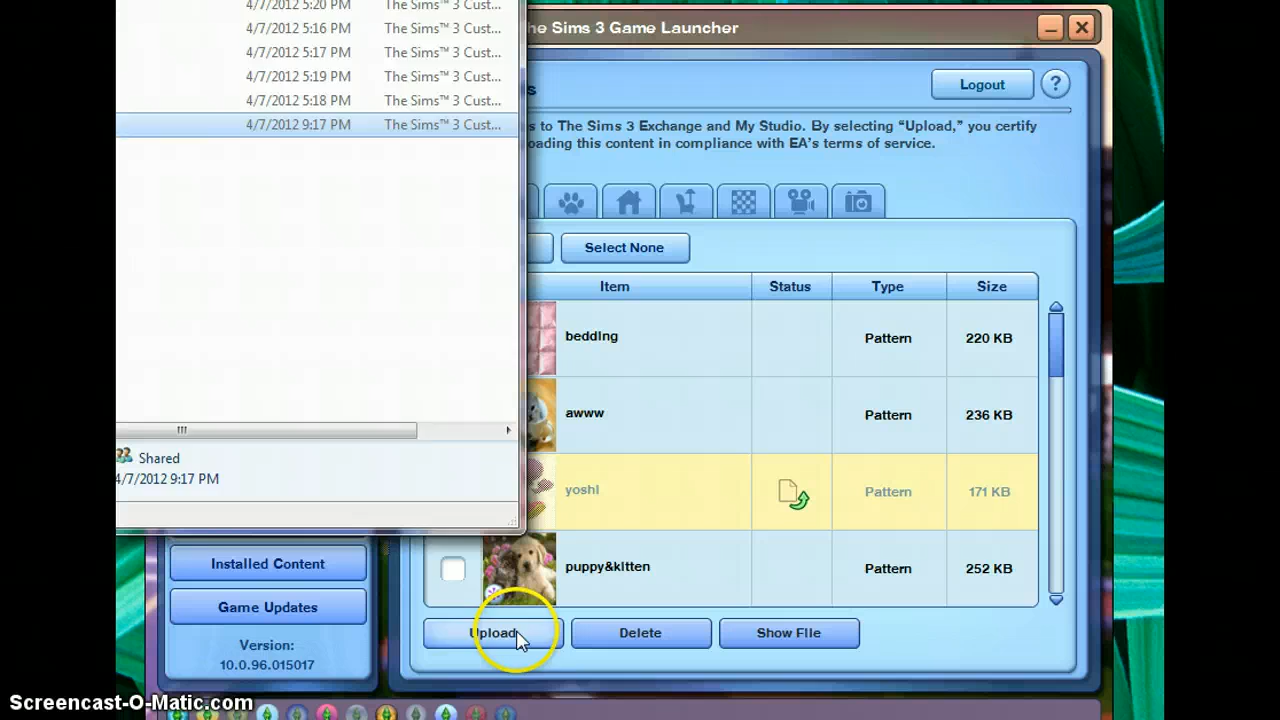 4/7/2012 5:20 PM The Sims™ 3 Cust...
4/7/2012 5:16 PM The Sims™ 3 Cust...
4/7/2012 5:17 PM The Sims™ 3 Cust...
4/7/2012 5:19 PM The Sims™ 3 Cust...
4/7/2012 5:18 PM The Sims™ 3 Cust...
4/7/2012 9:17 PM The Sims™ 3 Cust...
Shared
4/7/2012 9:17 PM
he Sims 3 Game Launcher
s
Logout
?
s to The Sims 3 Exchange and My Studio. By selecting “Upload,” you certify
oading this content in compliance with EA's terms of service.
Select None
Item Status Type Size
bedding Pattern 220 KB
awww Pattern 236 KB
yoshi Pattern 171 KB
puppy&kitten Pattern 252 KB
Upload Delete Show File
Installed Content
Game Updates
Version:
10.0.96.015017
Screencast-O-Matic.com